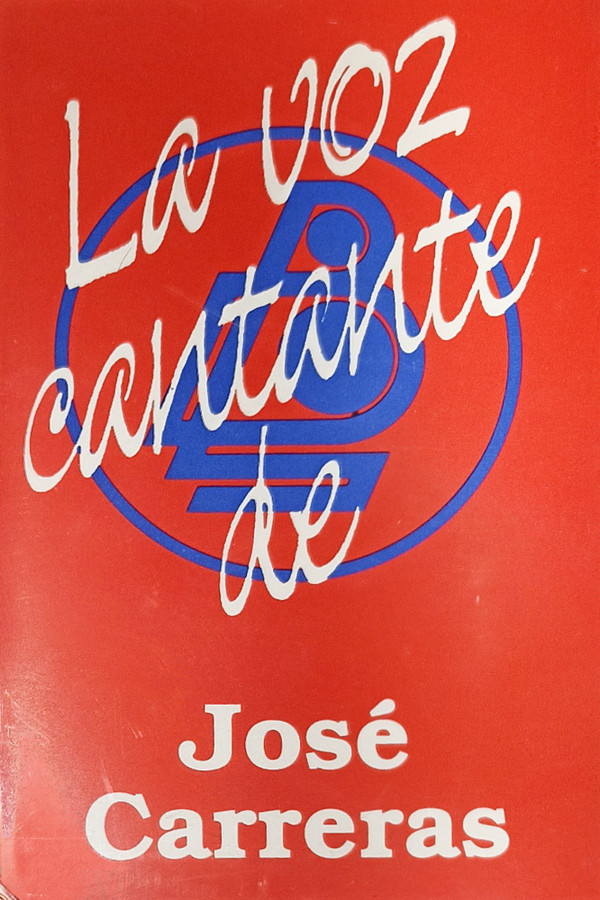 La voz
cantante
de
José
Carreras